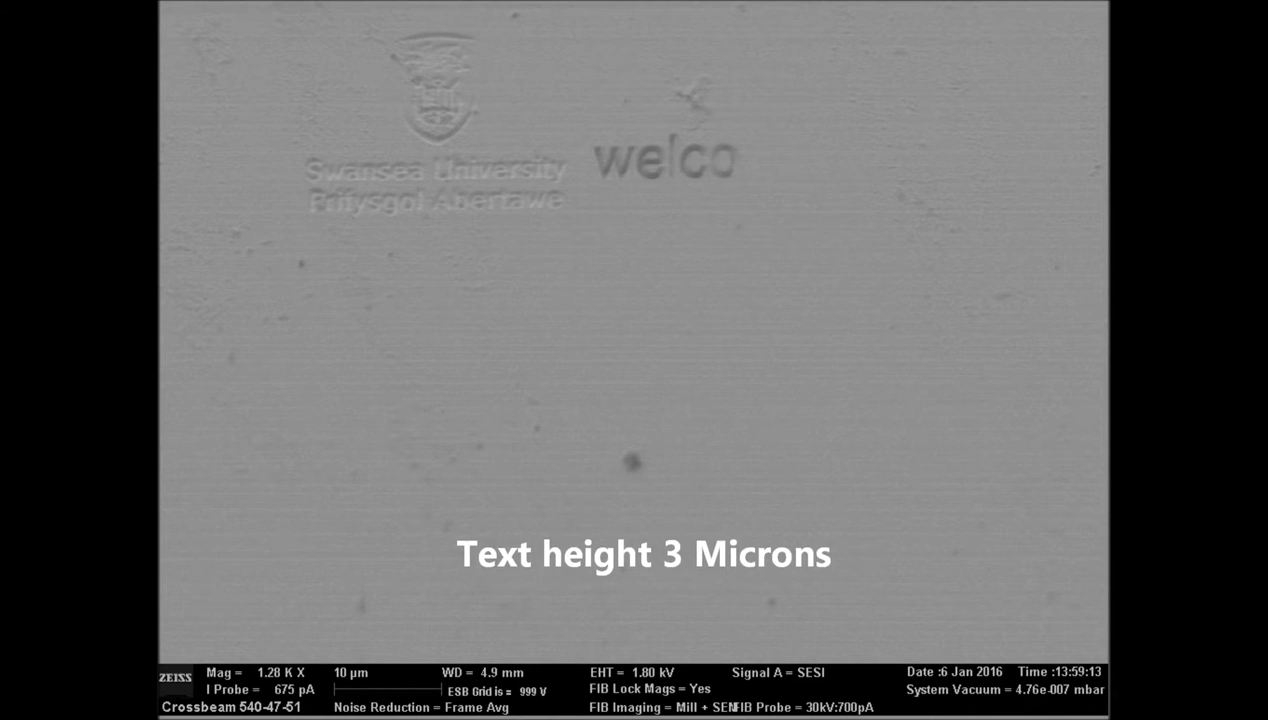 Swansea University
Prifysgol Abertawe
welco
Text height 3 Microns
ZEISS
Mag = 1.28 K X
10 µm
WD = 4.9 mm
EHT = 1.80 kV
Signal A = SESI
Date :6 Jan 2016 Time :13:59:13
I Probe = 675 pA
ESB Grid is = 999 V
FIB Lock Mags = Yes
System Vacuum = 4.76e-007 mbar
Crossbeam 540-47-51
Noise Reduction = Frame Avg
FIB Imaging = Mill + SEM
FIB Probe = 30kV:700pA